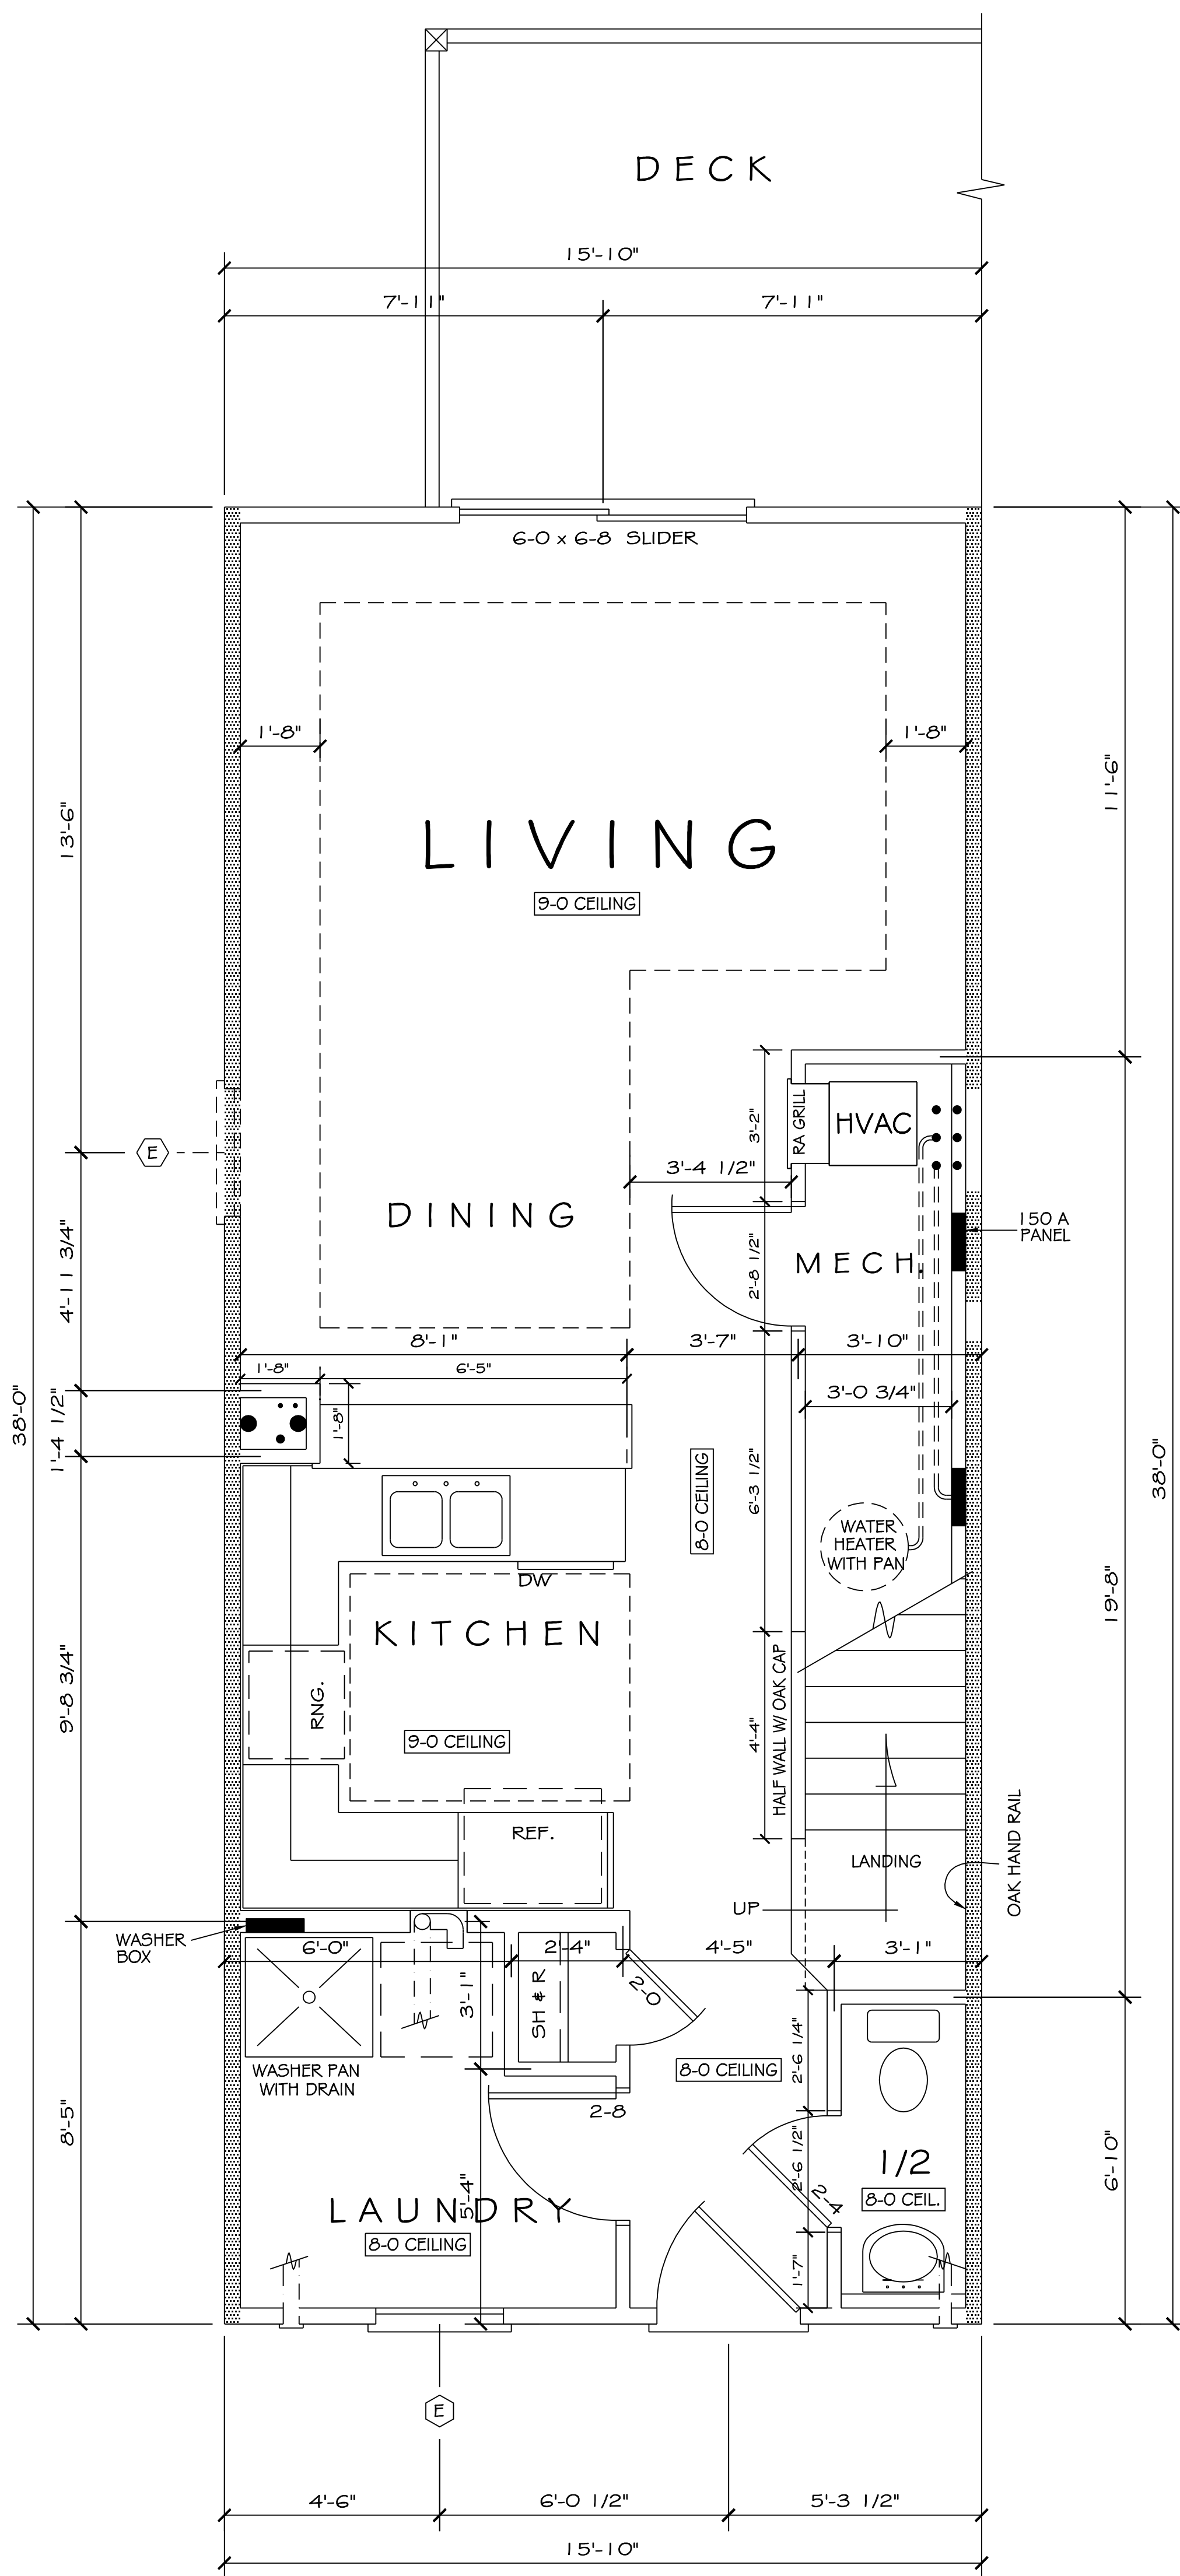 DECK
15'-10"
7'-11"
7'-11"
6-0 x 6-8 SLIDER
1'-8"
1'-8"
13'-6"
11'-6"
LIVING
9-0 CEILING
3'-2"
RA GRILL
HVAC
E
3'-4 1/2"
DINING
150 A
PANEL
4'-11 3/4"
2'-8 1/2"
MECH.
8'-1"
3'-7"
3'-10"
1'-8"
6'-5"
3'-0 3/4"
38'-0"
1'-4 1/2"
1'-8"
8-0 CEILING
6'-3 1/2"
38'-0"
WATER
HEATER
WITH PAN
DW
KITCHEN
19'-8"
9'-8 3/4"
RNG.
9-0 CEILING
4'-4"
HALF WALL W/ OAK CAP
REF.
LANDING
OAK HAND RAIL
UP
WASHER
BOX
6'-0"
2'-4"
4'-5"
3'-1"
3'-1"
SH & R
2-0
WASHER PAN
WITH DRAIN
8-0 CEILING
2'-6 1/4"
2-8
8'-5"
2'-6 1/2"
1/2
6'-10"
5'-4"
2-4
8-0 CEIL.
LAUNDRY
8-0 CEILING
1'-7"
E
4'-6"
6'-0 1/2"
5'-3 1/2"
15'-10"